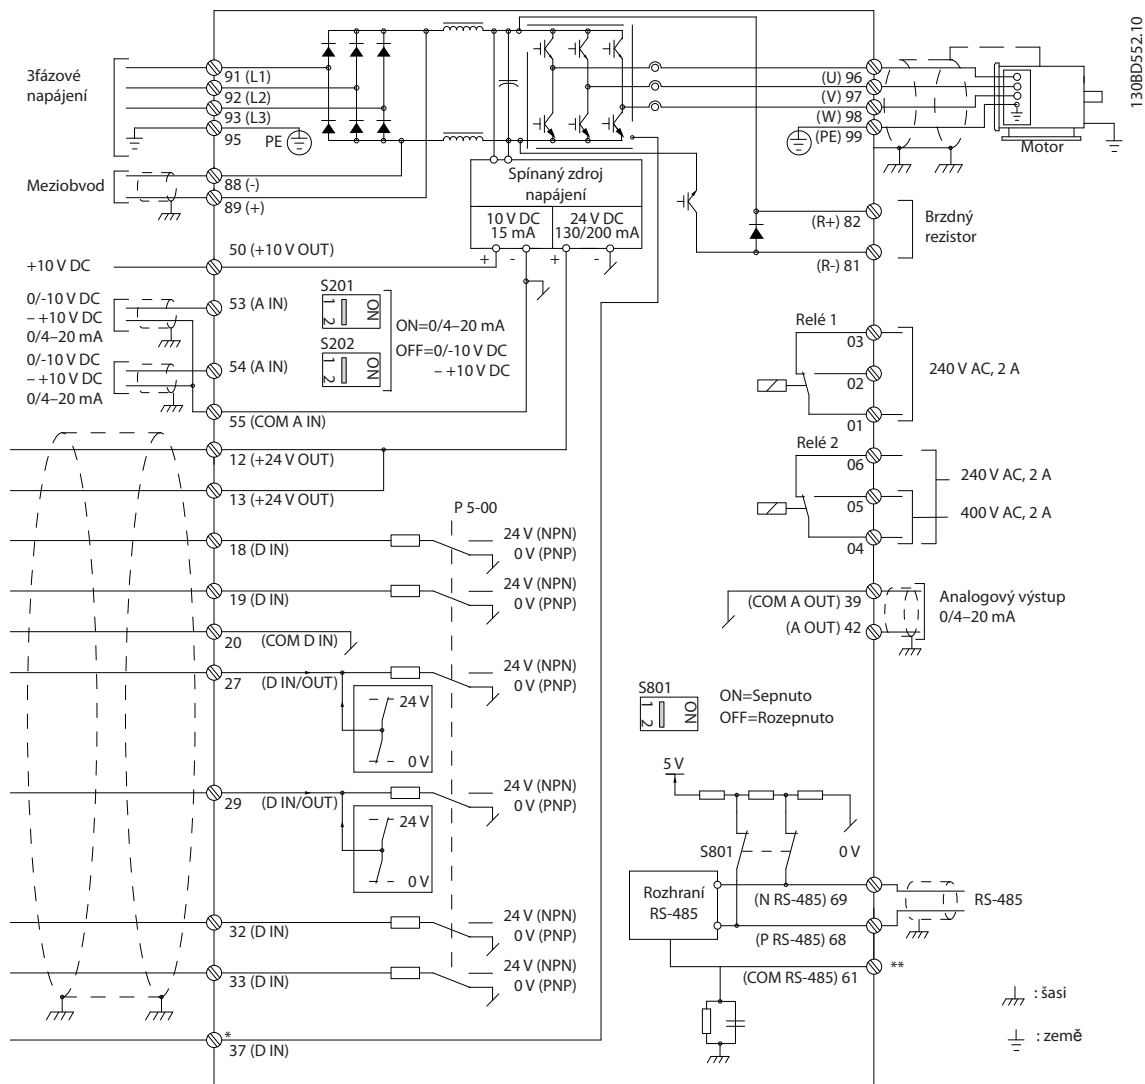 130BD552.10
3fázové
napájení
91 (L1)
92 (L2)
93 (L3)
95
PE
Meziobvod
88 (-)
89 (+)
50 (+10 V OUT)
+10 V DC
0/-10 V DC
– +10 V DC
0/4–20 mA
53 (A IN)
0/-10 V DC
– +10 V DC
0/4–20 mA
54 (A IN)
55 (COM A IN)
12 (+24 V OUT)
13 (+24 V OUT)
18 (D IN)
19 (D IN)
20 (COM D IN)
27 (D IN/OUT)
24 V
0 V
29 (D IN/OUT)
24 V
0 V
32 (D IN)
33 (D IN)
*
37 (D IN)
Spínaný zdroj
napájení
10 V DC
15 mA
24 V DC
130/200 mA
+ - + -
S201
1 2
ON
S202
1 2
ON
ON=0/4–20 mA
OFF=0/-10 V DC
– +10 V DC
P 5-00
24 V (NPN)
0 V (PNP)
24 V (NPN)
0 V (PNP)
24 V (NPN)
0 V (PNP)
24 V (NPN)
0 V (PNP)
24 V (NPN)
0 V (PNP)
24 V (NPN)
0 V (PNP)
(U) 96
(V) 97
(W) 98
(PE) 99
Motor
(R+) 82
(R-) 81
Brzdný
rezistor
Relé 1
03
02
01
240 V AC, 2 A
Relé 2
06
05
04
240 V AC, 2 A
400 V AC, 2 A
(COM A OUT) 39
(A OUT) 42
Analogový výstup
0/4–20 mA
S801
1 2
ON
ON=Sepnuto
OFF=Rozepnuto
5 V
S801
0 V
Rozhraní
RS-485
(N RS-485) 69
(P RS-485) 68
(COM RS-485) 61
**
RS-485
: šasi
: země